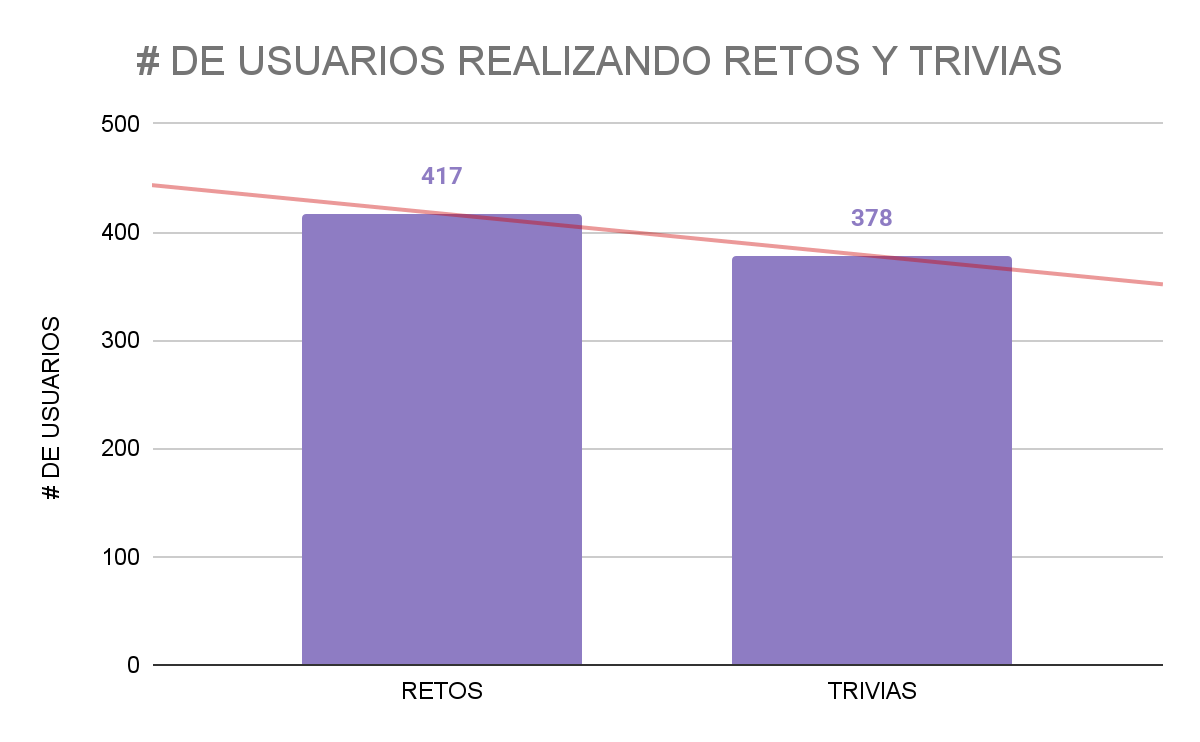 # DE USUARIOS REALIZANDO RETOS Y TRIVIAS
500
400
300
200
100
0
# DE USUARIOS
417
378
RETOS
TRIVIAS